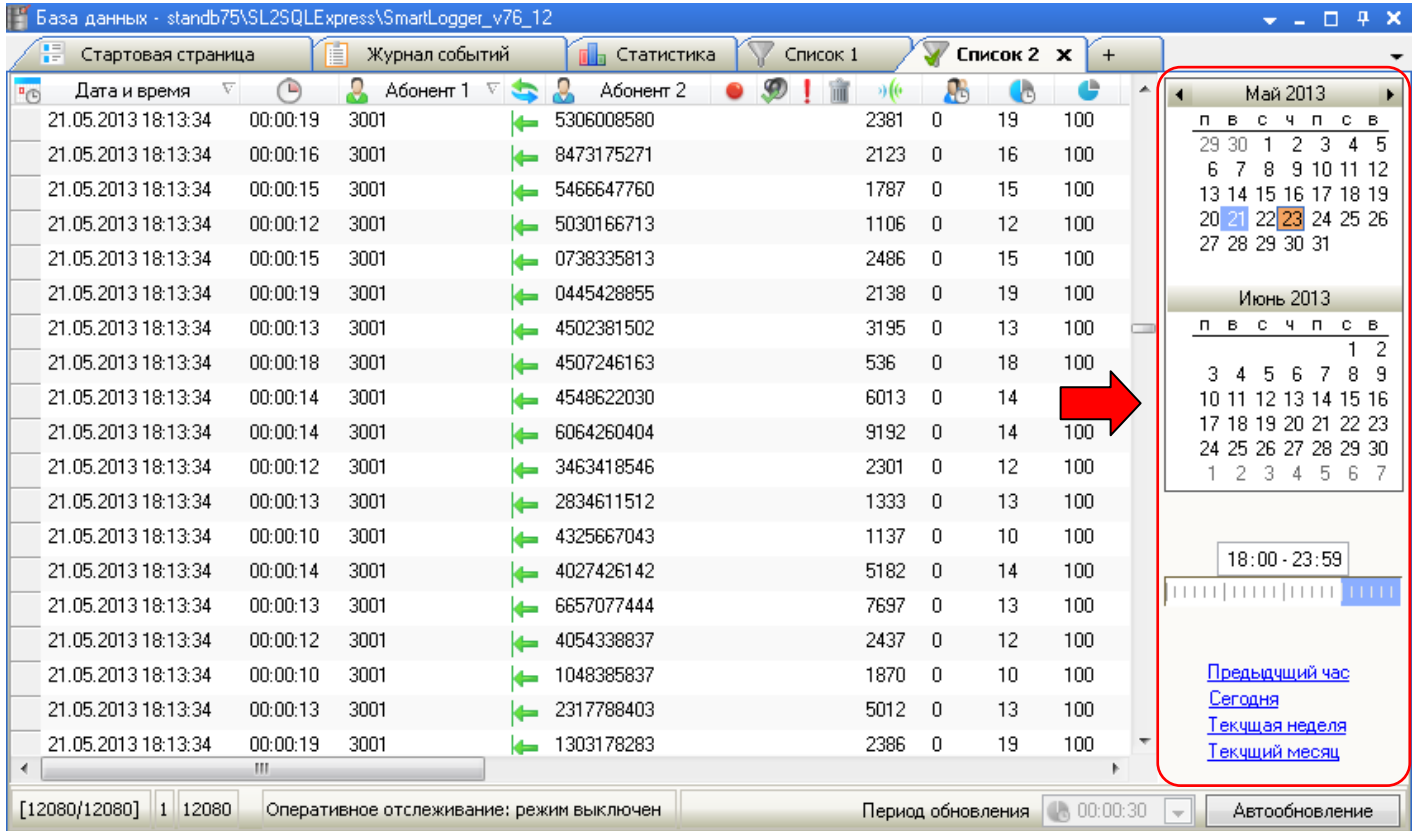 База данных - standb75\SL2SQLExpress\SmartLogger_v76_12
Стартовая страница Журнал событий Статистика Список 1 Список 2 x +
Дата и время Абонент 1 Абонент 2
21.05.2013 18:13:34 00:00:19 3001 5306008580 2381 0 19 100
21.05.2013 18:13:34 00:00:16 3001 8473175271 2123 0 16 100
21.05.2013 18:13:34 00:00:15 3001 5466647760 1787 0 15 100
21.05.2013 18:13:34 00:00:12 3001 5030166713 1106 0 12 100
21.05.2013 18:13:34 00:00:15 3001 0738335813 2486 0 15 100
21.05.2013 18:13:34 00:00:19 3001 0445428855 2138 0 19 100
21.05.2013 18:13:34 00:00:13 3001 4502381502 3195 0 13 100
21.05.2013 18:13:34 00:00:18 3001 4507246163 536 0 18 100
21.05.2013 18:13:34 00:00:14 3001 4548622030 6013 0 14
21.05.2013 18:13:34 00:00:14 3001 6064260404 9192 0 14 100
21.05.2013 18:13:34 00:00:12 3001 3463418546 2301 0 12 100
21.05.2013 18:13:34 00:00:13 3001 2834611512 1333 0 13 100
21.05.2013 18:13:34 00:00:10 3001 4325667043 1137 0 10 100
21.05.2013 18:13:34 00:00:14 3001 4027426142 5182 0 14 100
21.05.2013 18:13:34 00:00:13 3001 6657077444 7697 0 13 100
21.05.2013 18:13:34 00:00:12 3001 4054338837 2437 0 12 100
21.05.2013 18:13:34 00:00:10 3001 1048385837 1870 0 10 100
21.05.2013 18:13:34 00:00:13 3001 2317788403 5012 0 13 100
21.05.2013 18:13:34 00:00:19 3001 1303178283 2386 0 19 100
Май 2013
п в с ч п с в
29 30 1 2 3 4 5
6 7 8 9 10 11 12
13 14 15 16 17 18 19
20 21 22 23 24 25 26
27 28 29 30 31
Июнь 2013
п в с ч п с в
1 2
3 4 5 6 7 8 9
10 11 12 13 14 15 16
17 18 19 20 21 22 23
24 25 26 27 28 29 30
1 2 3 4 5 6 7
18:00 - 23:59
Предыдущий час
Сегодня
Текущая неделя
Текущий месяц
[12080/12080] 1 12080 Оперативное отслеживание: режим выключен Период обновления 00:00:30 Автообновление